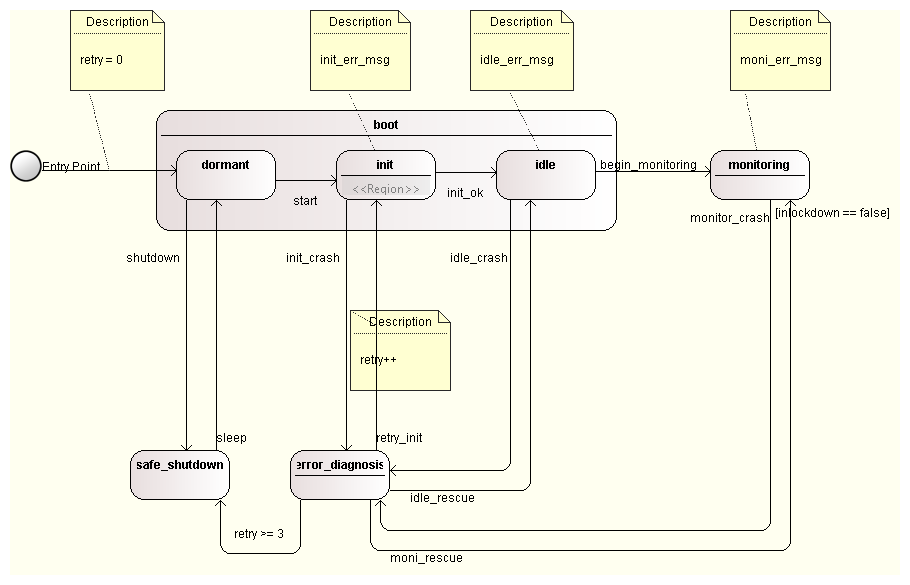 Description
retry = 0
Description
init_err_msg
Description
idle_err_msg
Description
moni_err_msg
boot
Entry Point
dormant
init
<<Region>>
idle
begin_monitoring
monitoring
start
init_ok
monitor_crash
[inlockdown == false]
shutdown
init_crash
idle_crash
Description
retry++
sleep
retry_init
safe_shutdown
error_diagnosis
idle_rescue
retry >= 3
moni_rescue